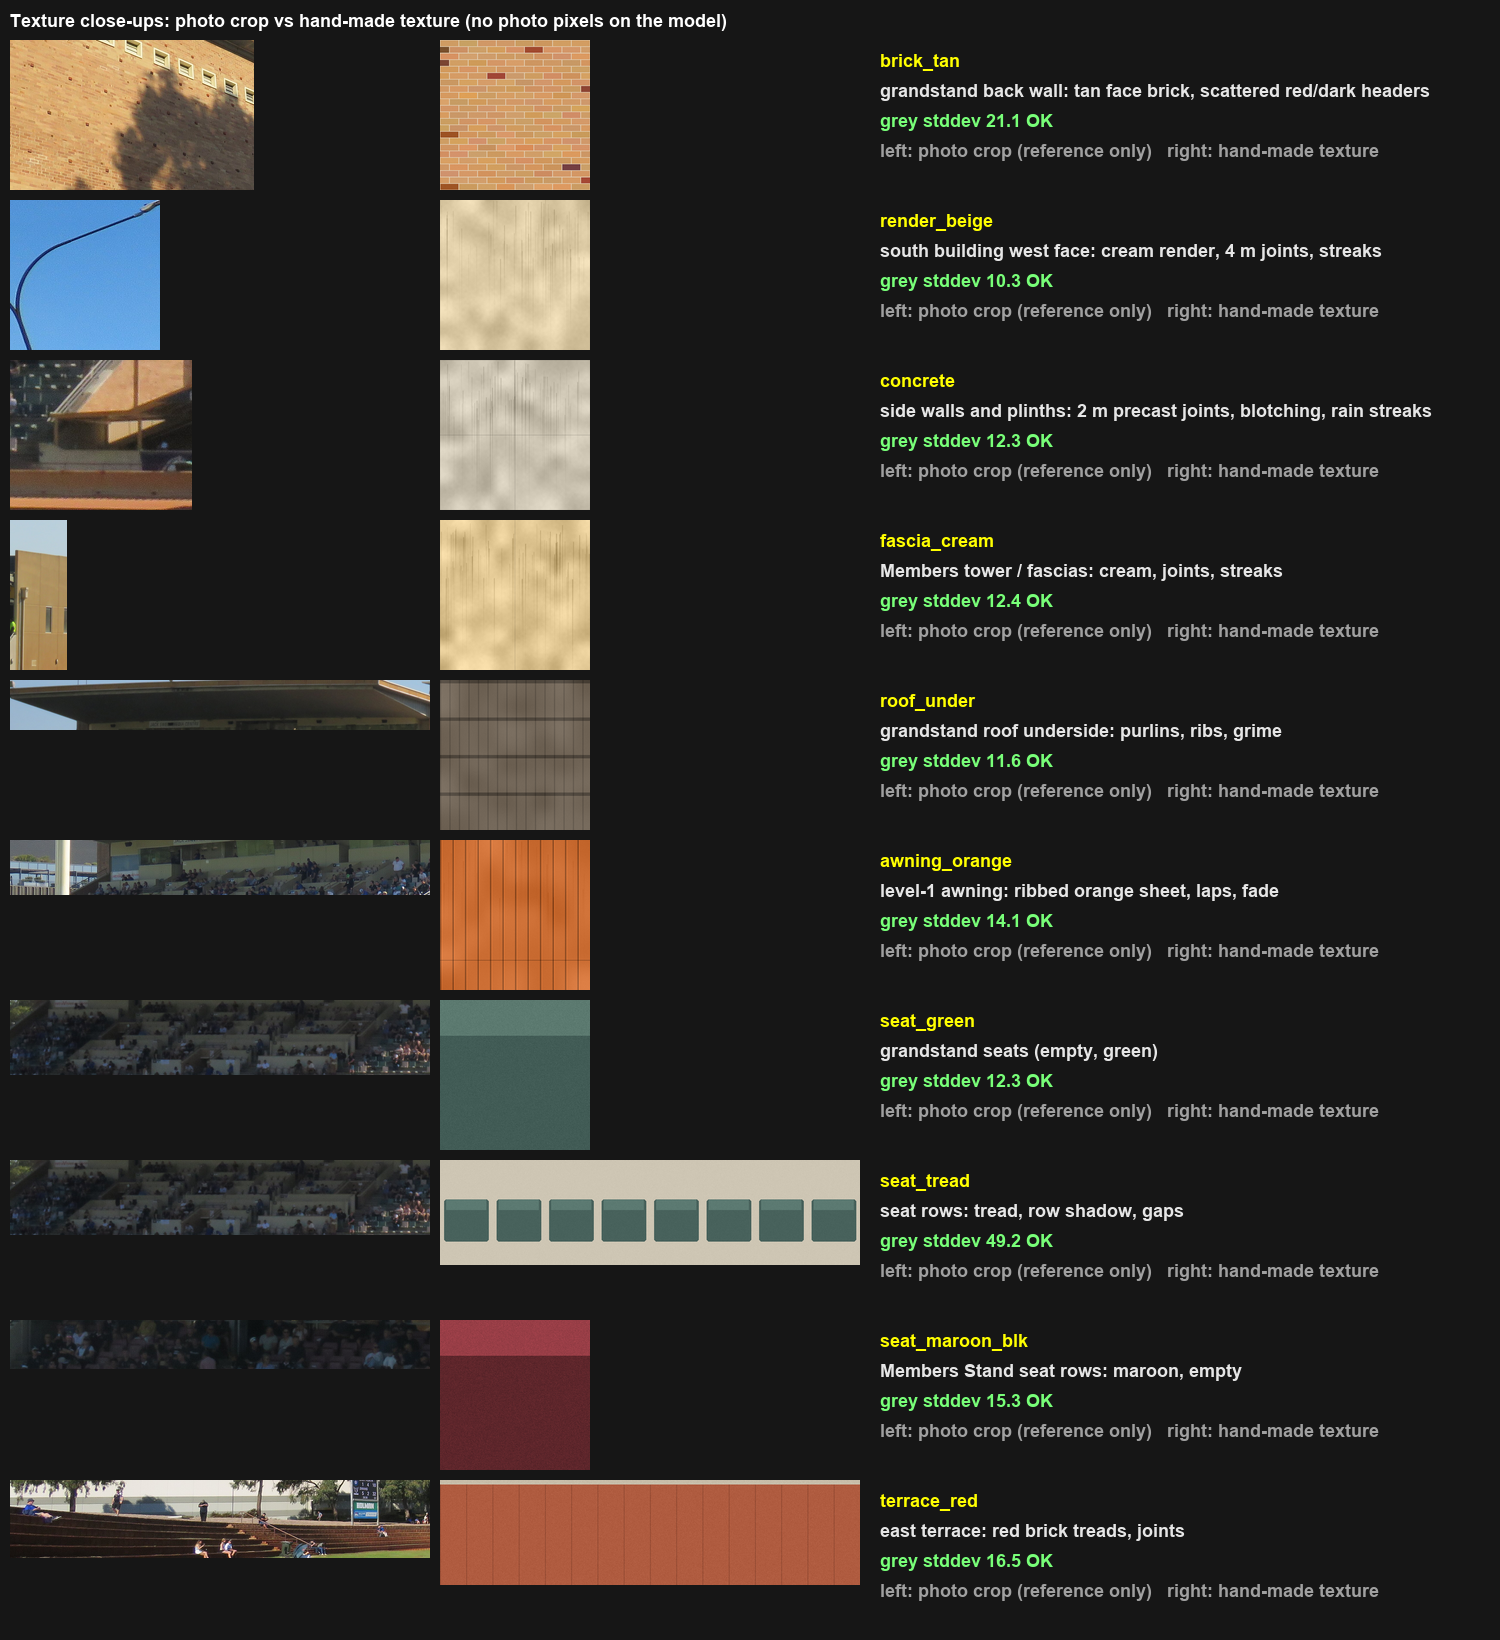 Texture close-ups: photo crop vs hand-made texture (no photo pixels on the model)
brick_tan
grandstand back wall: tan face brick, scattered red/dark headers
grey stddev 21.1 OK
left: photo crop (reference only) right: hand-made texture
render_beige
south building west face: cream render, 4 m joints, streaks
grey stddev 10.3 OK
left: photo crop (reference only) right: hand-made texture
concrete
side walls and plinths: 2 m precast joints, blotching, rain streaks
grey stddev 12.3 OK
left: photo crop (reference only) right: hand-made texture
fascia_cream
Members tower / fascias: cream, joints, streaks
grey stddev 12.4 OK
left: photo crop (reference only) right: hand-made texture
roof_under
grandstand roof underside: purlins, ribs, grime
grey stddev 11.6 OK
left: photo crop (reference only) right: hand-made texture
awning_orange
level-1 awning: ribbed orange sheet, laps, fade
grey stddev 14.1 OK
left: photo crop (reference only) right: hand-made texture
seat_green
grandstand seats (empty, green)
grey stddev 12.3 OK
left: photo crop (reference only) right: hand-made texture
seat_tread
seat rows: tread, row shadow, gaps
grey stddev 49.2 OK
left: photo crop (reference only) right: hand-made texture
seat_maroon_blk
Members Stand seat rows: maroon, empty
grey stddev 15.3 OK
left: photo crop (reference only) right: hand-made texture
terrace_red
east terrace: red brick treads, joints
grey stddev 16.5 OK
left: photo crop (reference only) right: hand-made texture